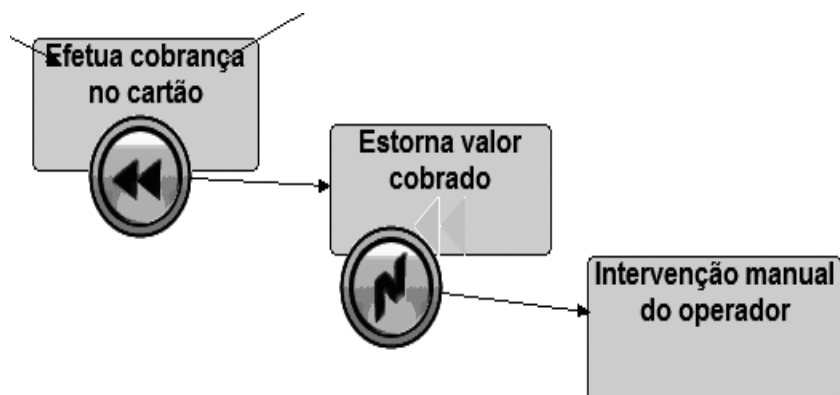 Efetua cobrança
no cartão
Estorna valor
cobrado
Intervenção manual
do operador